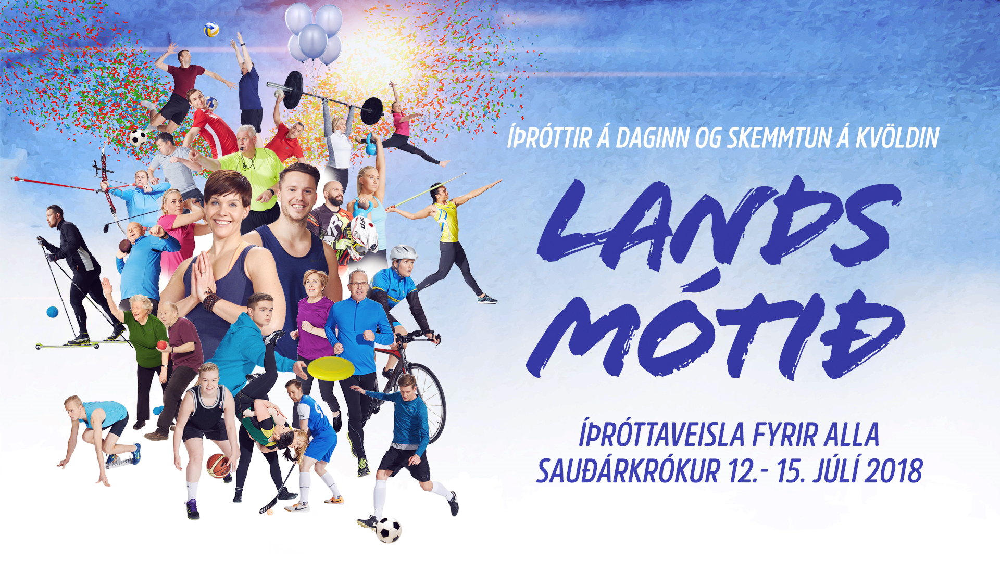 ÍÞRÓTTIR Á DAGINN OG SKEMMTUN Á KVÖLDIN
LANDS
MÓTIÐ
ÍÞRÓTTAVEISLA FYRIR ALLA
SAUÐÁRKRÓKUR 12.- 15. JÚLÍ 2018